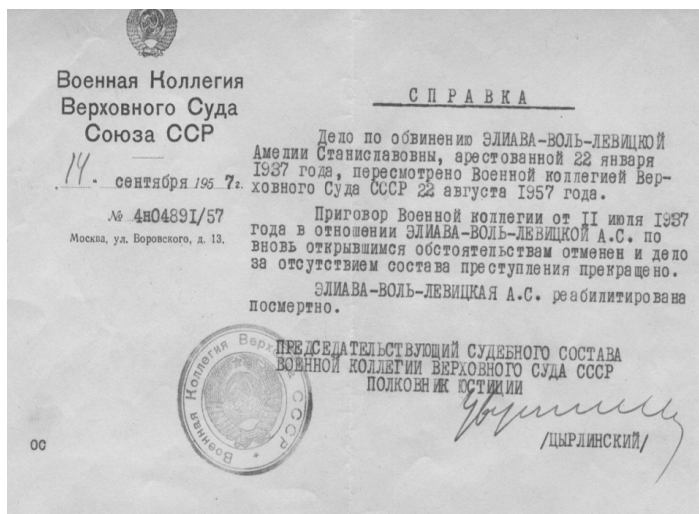 Военная Коллегия
Верховного Суда
Союза ССР
14 - сентября 1957 г.
№ 4н04891/57
Москва, ул. Воровского, д. 13.
СПРАВКА
Дело по обвинению ЭЛИАВА-ВОЛЬ-ЛЕВИЦКОЙ
Амелии Станиславовны, арестованной 22 января
1937 года, пересмотрено Военной коллегией Вер-
ховного Суда СССР 22 августа 1957 года.
Приговор Военной коллегии от II июля 1937
года в отношении ЭЛИАВА-ВОЛЬ-ЛЕВИЦКОЙ А.С. по
вновь открывшимся обстоятельствам отменен и дело
за отсутствием состава преступления прекращено.
ЭЛИАВА-ВОЛЬ-ЛЕВИЦКАЯ А.С. реабилитирована
посмертно.
ПРЕДСЕДАТЕЛЬСТВУЮЩИЙ СУДЕБНОГО СОСТАВА
ВОЕННОЙ КОЛЛЕГИИ ВЕРХОВНОГО СУДА СССР
ПОЛКОВНИК ЮСТИЦИИ
/ЦЫРЛИНСКИЙ/
Военная Коллегия Верховн СССР
ОС